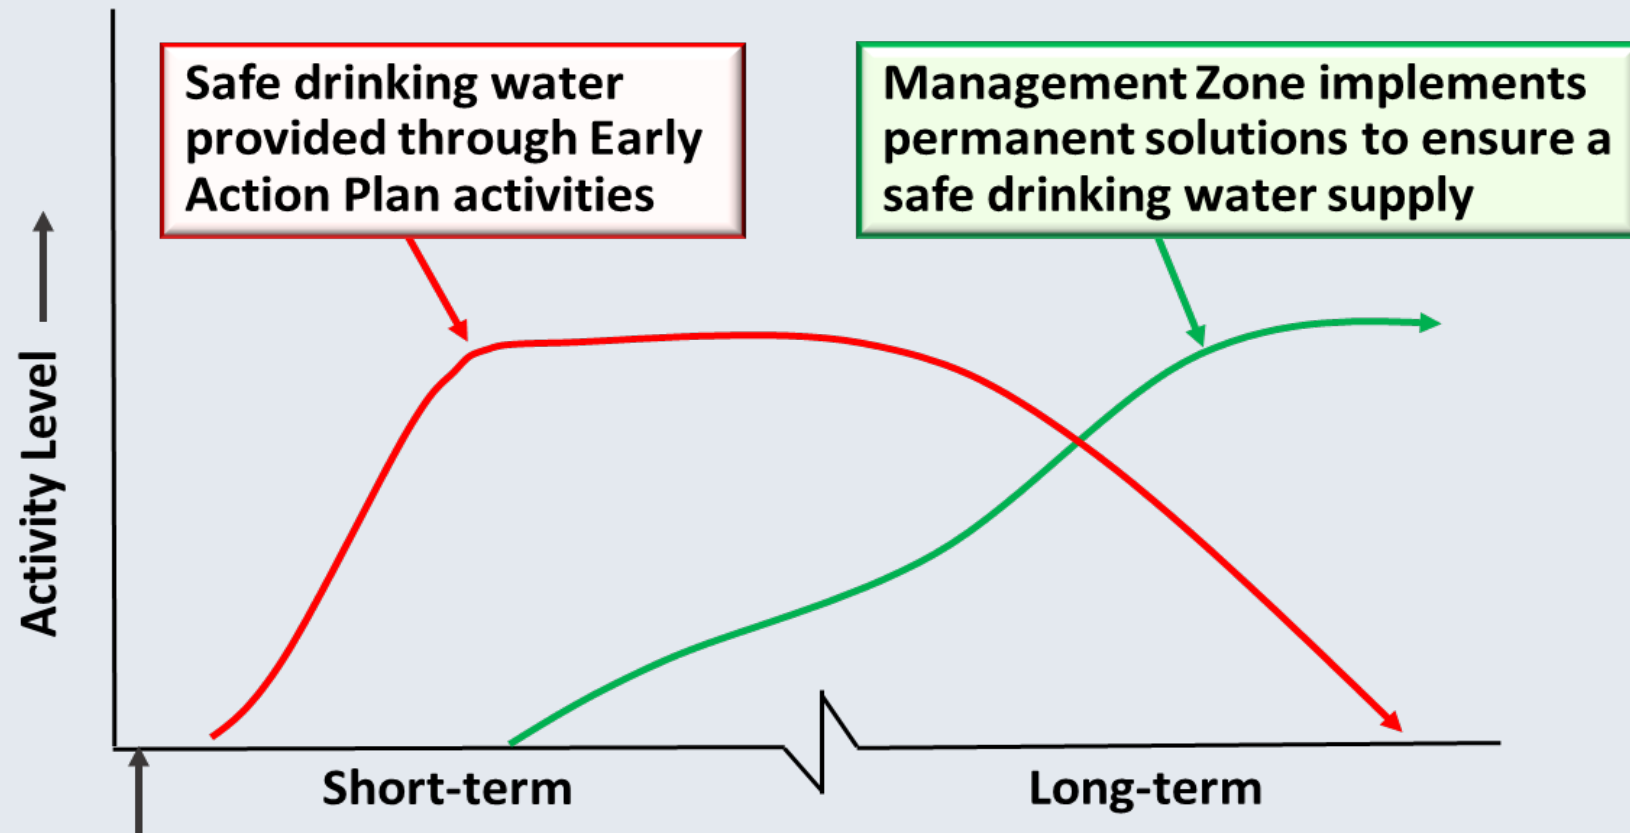 Safe drinking water
provided through Early
Action Plan activities
Management Zone implements
permanent solutions to ensure a
safe drinking water supply
Activity Level
Short-term
Long-term